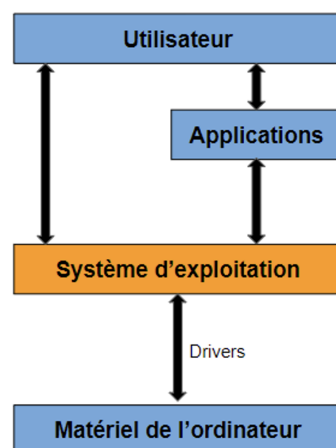 Utilisateur
Applications
Système d’exploitation
Drivers
Matériel de l’ordinateur